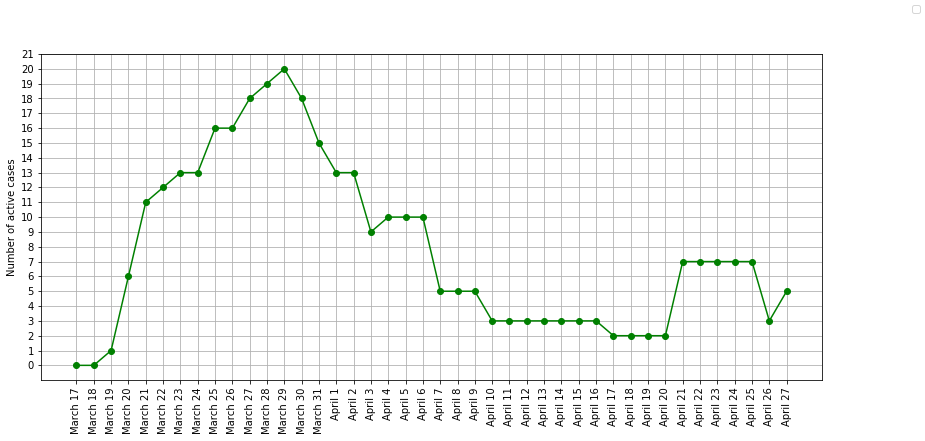 Number of active cases
21
20
19
18
17
16
15
14
13
12
11
10
9
8
7
6
5
4
3
2
1
0
March 17
March 18
March 19
March 20
March 21
March 22
March 23
March 24
March 25
March 26
March 27
March 28
March 29
March 30
March 31
April 1
April 2
April 3
April 4
April 5
April 6
April 7
April 8
April 9
April 10
April 11
April 12
April 13
April 14
April 15
April 16
April 17
April 18
April 19
April 20
April 21
April 22
April 23
April 24
April 25
April 26
April 27